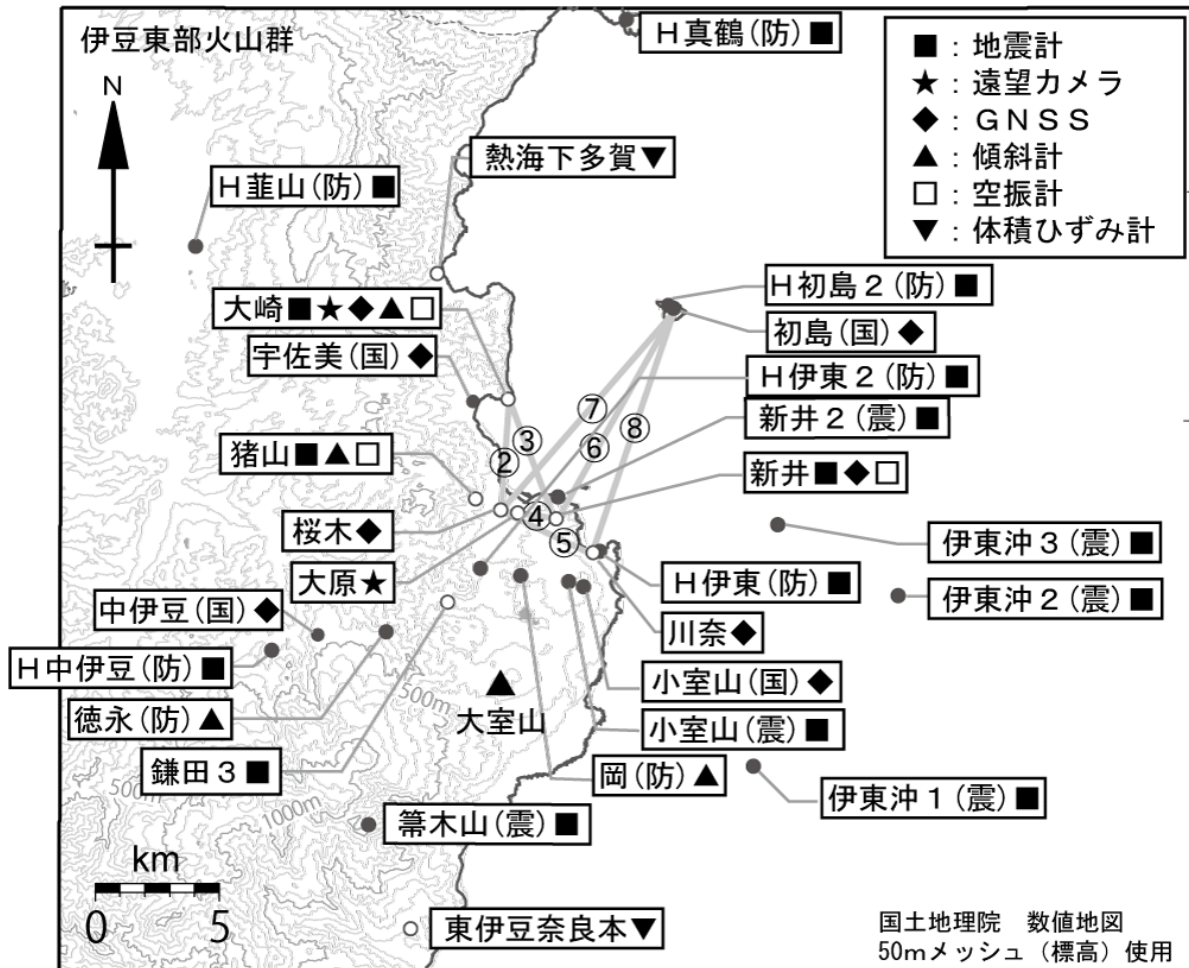 伊豆東部火山群
N
H真鶴(防)■
■:地震計
★:遠望カメラ
◆:GNSS
▲:傾斜計
□:空振計
▼:体積ひずみ計
熱海下多賀▼
H韮山(防)■
大崎■★◆▲□
宇佐美(国)◆
H初島2(防)■
初島(国)◆
H伊東2(防)■
新井2(震)■
新井■◆□
猪山■▲□
⑦
⑧
③
⑥
②
④
⑤
桜木◆
大原★
中伊豆(国)◆
H中伊豆(防)■
徳永(防)▲
鎌田3■
伊東沖3(震)■
伊東沖2(震)■
H伊東(防)■
川奈◆
小室山(国)◆
小室山(震)■
岡(防)▲
伊東沖1(震)■
500m
大室山
500m
1000m
箒木山(震)■
km
0 5
東伊豆奈良本▼
国土地理院 数値地図
50mメッシュ(標高)使用